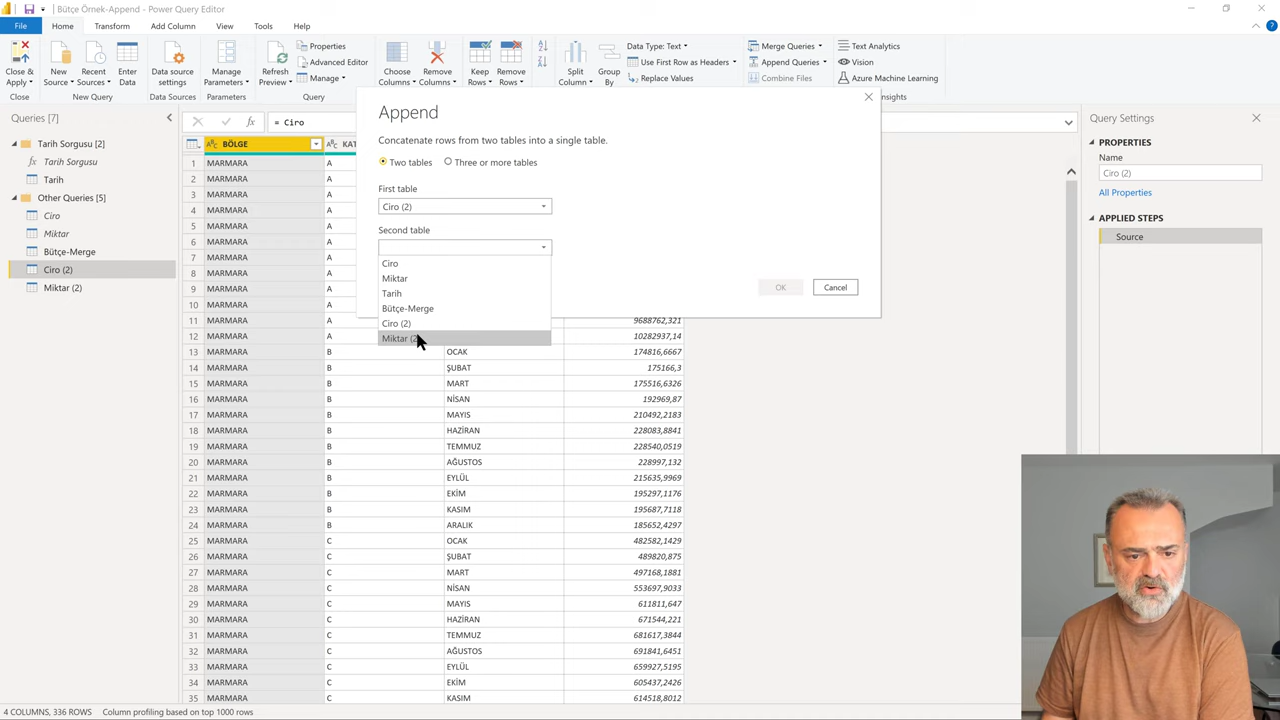 Bütçe Örnek-Append - Power Query Editor
File Home Transform Add Column View Tools Help
Close & Apply
New Source
Recent Sources
Enter Data
Data source settings
Manage Parameters
Refresh Preview
Properties
Advanced Editor
Manage
Choose Columns
Remove Columns
Keep Rows
Remove Rows
Split Column
Group By
Data Type: Text
Use First Row as Headers
Replace Values
Merge Queries
Append Queries
Combine Files
Text Analytics
Vision
Azure Machine Learning
Close New Query Data Sources Parameters Query Insights
Queries [7]
Tarih Sorgusu [2]
Tarih Sorgusu
Tarih
Other Queries [5]
Ciro
Miktar
Bütçe-Merge
Ciro (2)
Miktar (2)
= Ciro
BÖLGE KAT
1 MARMARA A
2 MARMARA A
3 MARMARA A
4 MARMARA A
5 MARMARA A
6 MARMARA A
7 MARMARA A
8 MARMARA A
9 MARMARA A
10 MARMARA A
11 MARMARA A 9688762,321
12 MARMARA A 10282937,14
13 MARMARA B OCAK 174816,6667
14 MARMARA B ŞUBAT 175166,3
15 MARMARA B MART 175516,6326
16 MARMARA B NİSAN 192969,87
17 MARMARA B MAYIS 210492,2183
18 MARMARA B HAZİRAN 228083,8841
19 MARMARA B TEMMUZ 228540,0519
20 MARMARA B AĞUSTOS 228997,132
21 MARMARA B EYLÜL 215635,9969
22 MARMARA B EKİM 195297,1176
23 MARMARA B KASIM 195687,7118
24 MARMARA B ARALIK 185652,4297
25 MARMARA C OCAK 482582,1429
26 MARMARA C ŞUBAT 489820,875
27 MARMARA C MART 497168,1881
28 MARMARA C NİSAN 553697,9033
29 MARMARA C MAYIS 611811,647
30 MARMARA C HAZİRAN 671544,221
31 MARMARA C TEMMUZ 681617,3844
32 MARMARA C AĞUSTOS 691841,6451
33 MARMARA C EYLÜL 659927,5195
34 MARMARA C EKİM 605437,2426
35 MARMARA C KASIM 614518,8012
Append
Concatenate rows from two tables into a single table.
Two tables Three or more tables
First table
Ciro (2)
Second table
Ciro
Miktar
Tarih
Bütçe-Merge
Ciro (2)
Miktar (2)
OK Cancel
Query Settings
PROPERTIES
Name
Ciro (2)
All Properties
APPLIED STEPS
Source
4 COLUMNS, 336 ROWS Column profiling based on top 1000 rows